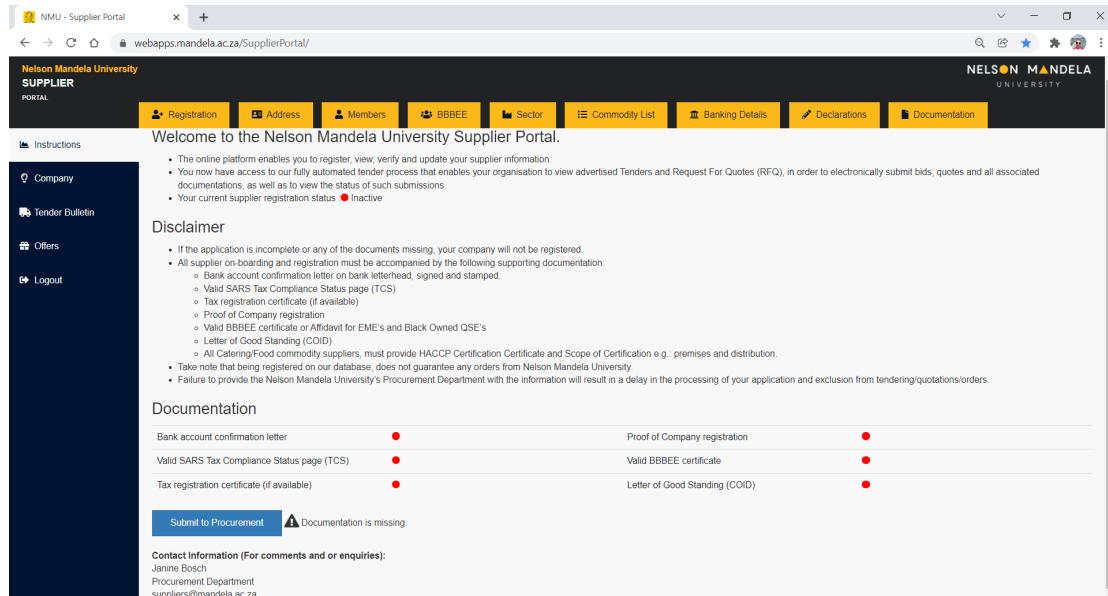 NMU - Supplier Portal
webapps.mandela.ac.za/SupplierPortal/
Nelson Mandela University
SUPPLIER
PORTAL
NELSON MANDELA
UNIVERSITY
Registration Address Members BBBEE Sector Commodity List Banking Details Declarations Documentation
Instructions
Company
Tender Bulletin
Offers
Logout
Welcome to the Nelson Mandela University Supplier Portal.
The online platform enables you to register, view, verify and update your supplier information.
You now have access to our fully automated tender process that enables your organisation to view advertised Tenders and Request For Quotes (RFQ), in order to electronically submit bids, quotes and all associated
documentations, as well as to view the status of such submissions.
Your current supplier registration status : Inactive
Disclaimer
If the application is incomplete or any of the documents missing, your company will not be registered.
All supplier on-boarding and registration must be accompanied by the following supporting documentation:
Bank account confirmation letter on bank letterhead, signed and stamped.
Valid SARS Tax Compliance Status page (TCS)
Tax registration certificate (if available)
Proof of Company registration
Valid BBBEE certificate or Affidavit for EME's and Black Owned QSE's
Letter of Good Standing (COID)
All Catering/Food commodity suppliers, must provide HACCP Certification Certificate and Scope of Certification e.g.: premises and distribution.
Take note that being registered on our database, does not guarantee any orders from Nelson Mandela University.
Failure to provide the Nelson Mandela University's Procurement Department with the information will result in a delay in the processing of your application and exclusion from tendering/quotations/orders.
Documentation
Bank account confirmation letter Proof of Company registration
Valid SARS Tax Compliance Status page (TCS) Valid BBBEE certificate
Tax registration certificate (if available) Letter of Good Standing (COID)
Submit to Procurement Documentation is missing.
Contact Information (For comments and or enquiries):
Janine Bosch
Procurement Department
suppliers@mandela.ac.za